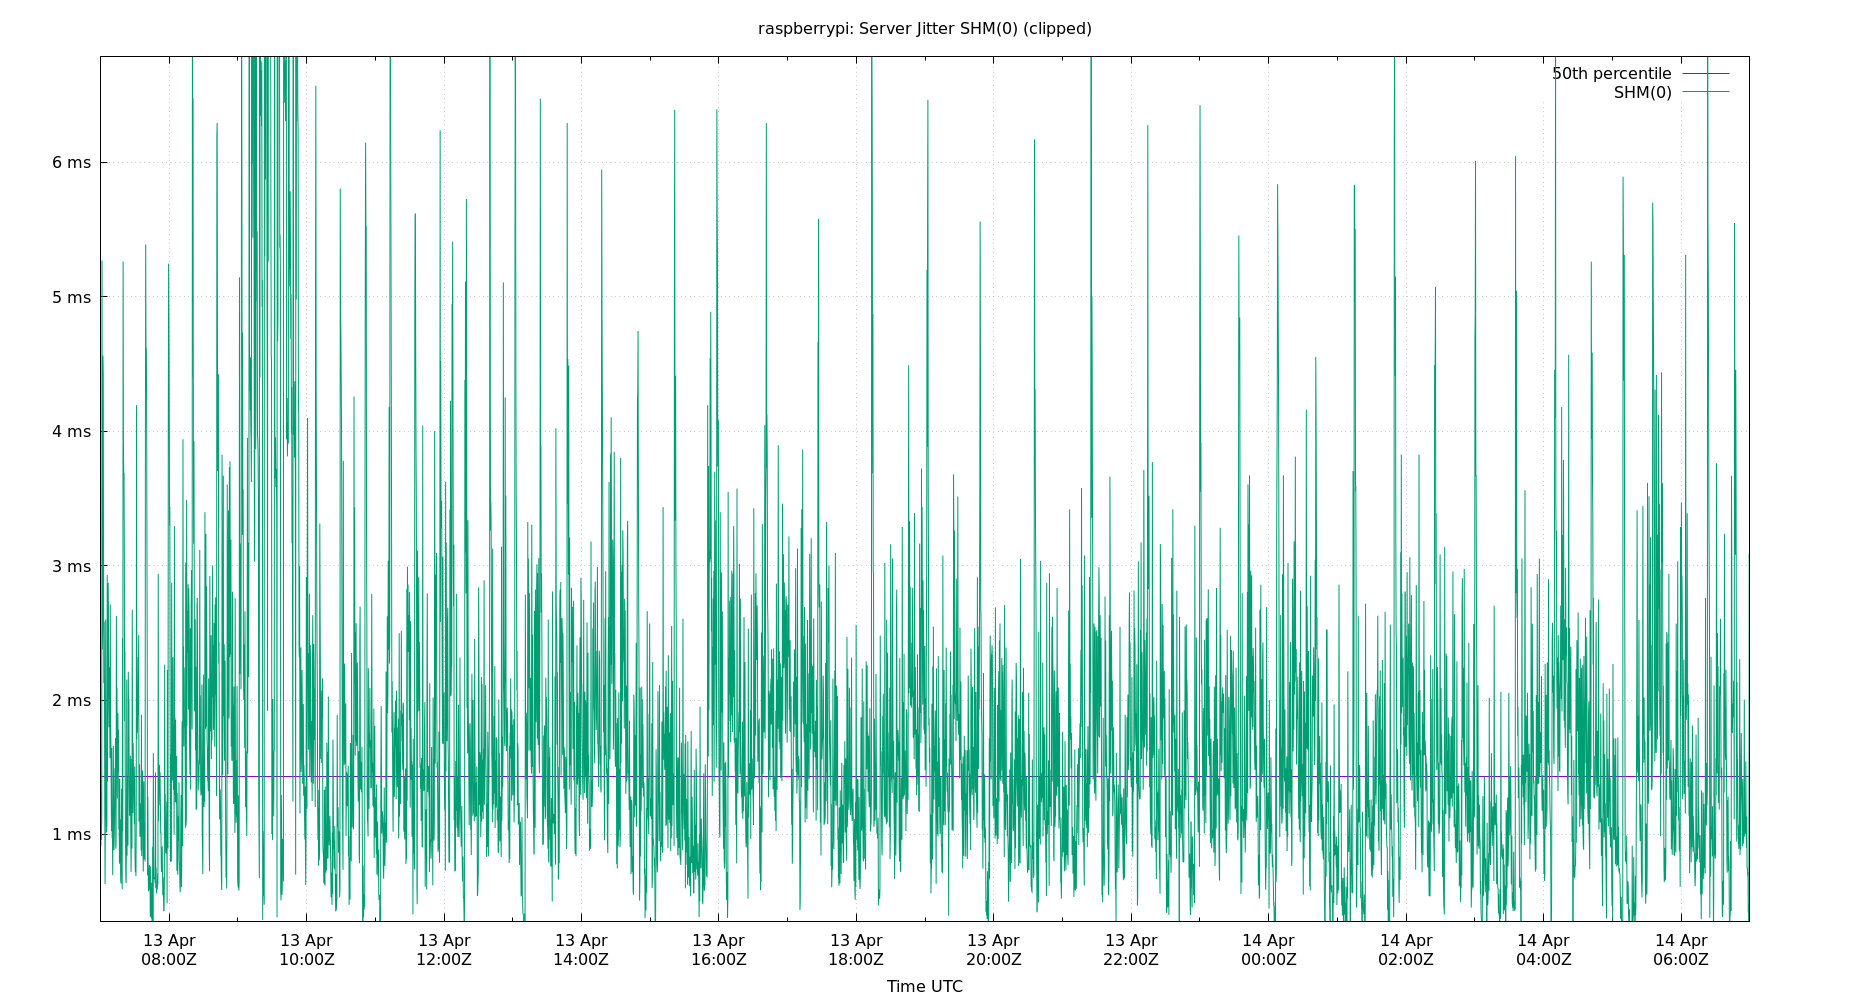 raspberrypi: Server Jitter SHM(0) (clipped)
50th percentile
SHM(0)
6 ms
5 ms
4 ms
3 ms
2 ms
1 ms
13 Apr 13 Apr 13 Apr 13 Apr 13 Apr 13 Apr 13 Apr 13 Apr 14 Apr 14 Apr 14 Apr 14 Apr
08:00Z 10:00Z 12:00Z 14:00Z 16:00Z 18:00Z 20:00Z 22:00Z 00:00Z 02:00Z 04:00Z 06:00Z
Time UTC